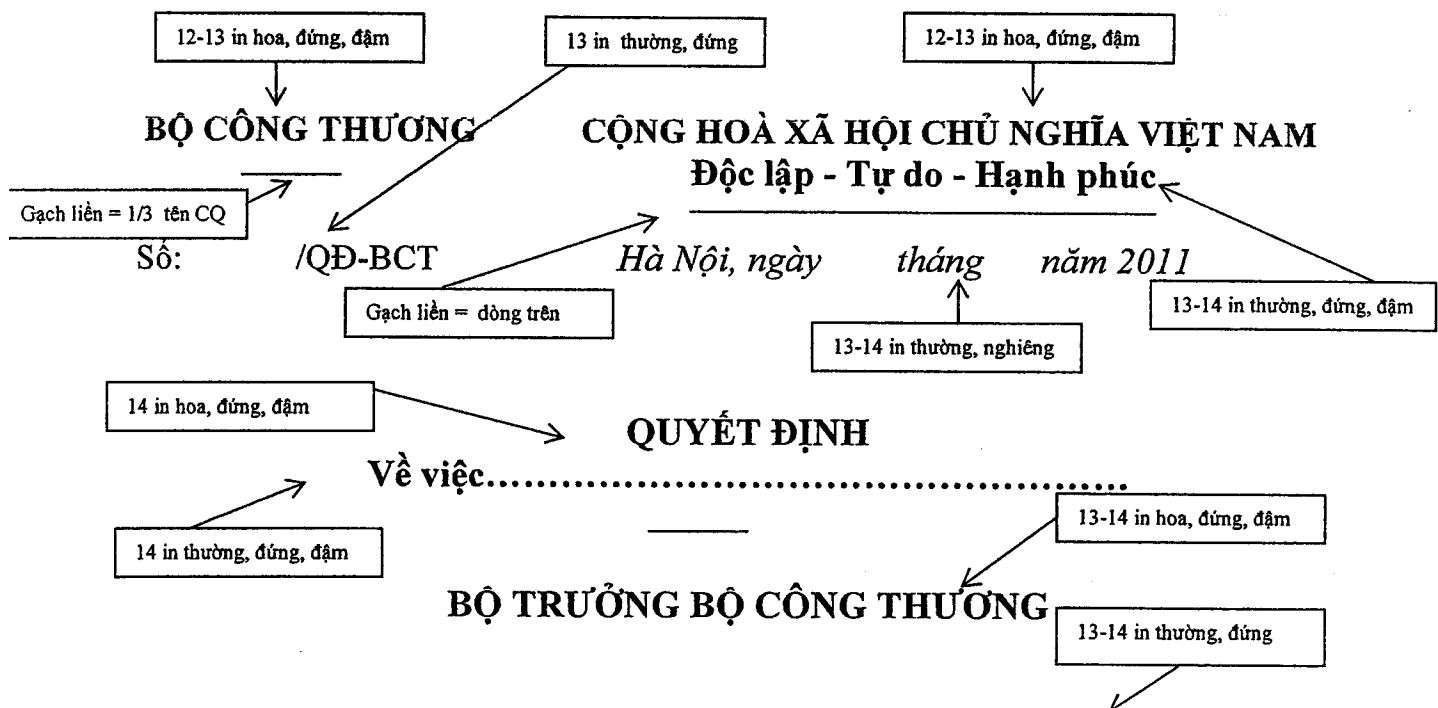 12-13 in hoa, đứng, đậm
13 in thường, đứng
12-13 in hoa, đứng, đậm
BỘ CÔNG THƯƠNG
CỘNG HOÀ XÃ HỘI CHỦ NGHĨA VIỆT NAM
Độc lập - Tự do - Hạnh phúc
Gạch liền = 1/3 tên CQ
Số: /QĐ-BCT
Hà Nội, ngày tháng năm 2011
Gạch liền = dòng trên
13-14 in thường, đứng, đậm
13-14 in thường, nghiêng
14 in hoa, đứng, đậm
QUYẾT ĐỊNH
Về việc......................................................
13-14 in hoa, đứng, đậm
14 in thường, đứng, đậm
BỘ TRƯỞNG BỘ CÔNG THƯƠNG
13-14 in thường, đứng